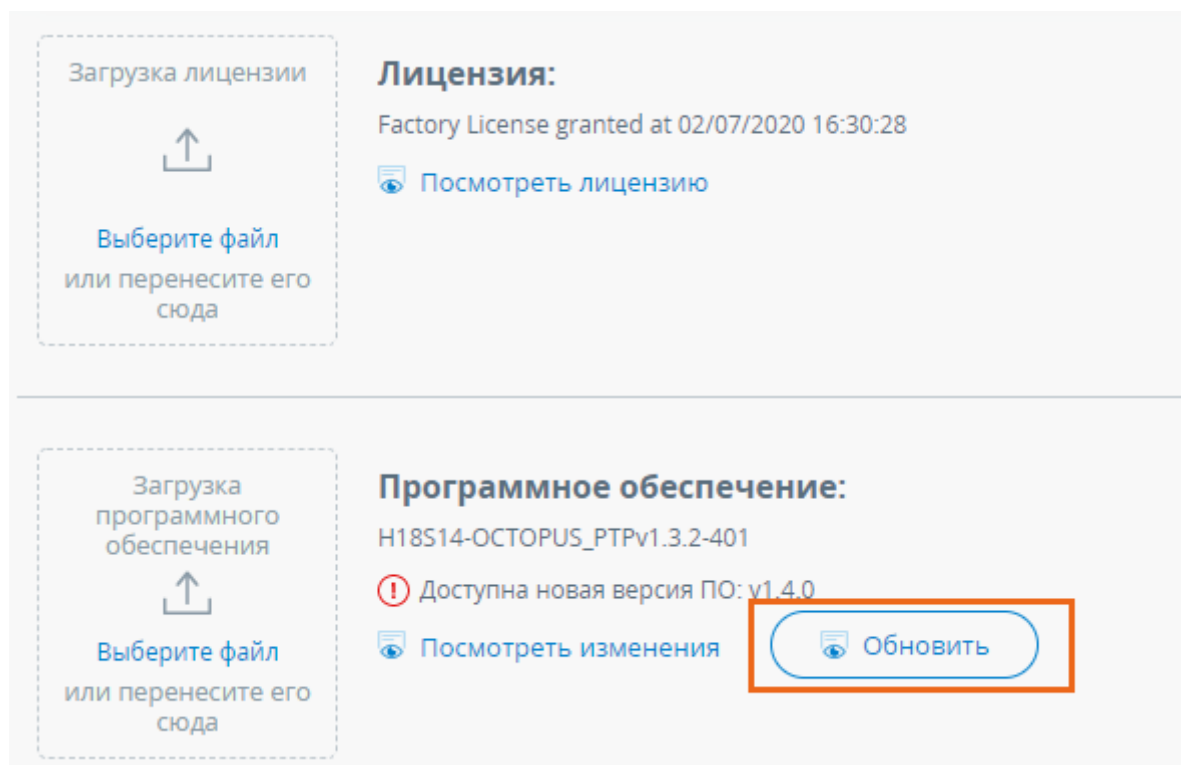 Загрузка лицензии
Выберите файл
или перенесите его
сюда
Лицензия:
Factory License granted at 02/07/2020 16:30:28
Посмотреть лицензию
Загрузка
программного
обеспечения
Выберите файл
или перенесите его
сюда
Программное обеспечение:
H18S14-OCTOPUS_PTPv1.3.2-401
Доступна новая версия ПО: v1.4.0
Посмотреть изменения
Обновить